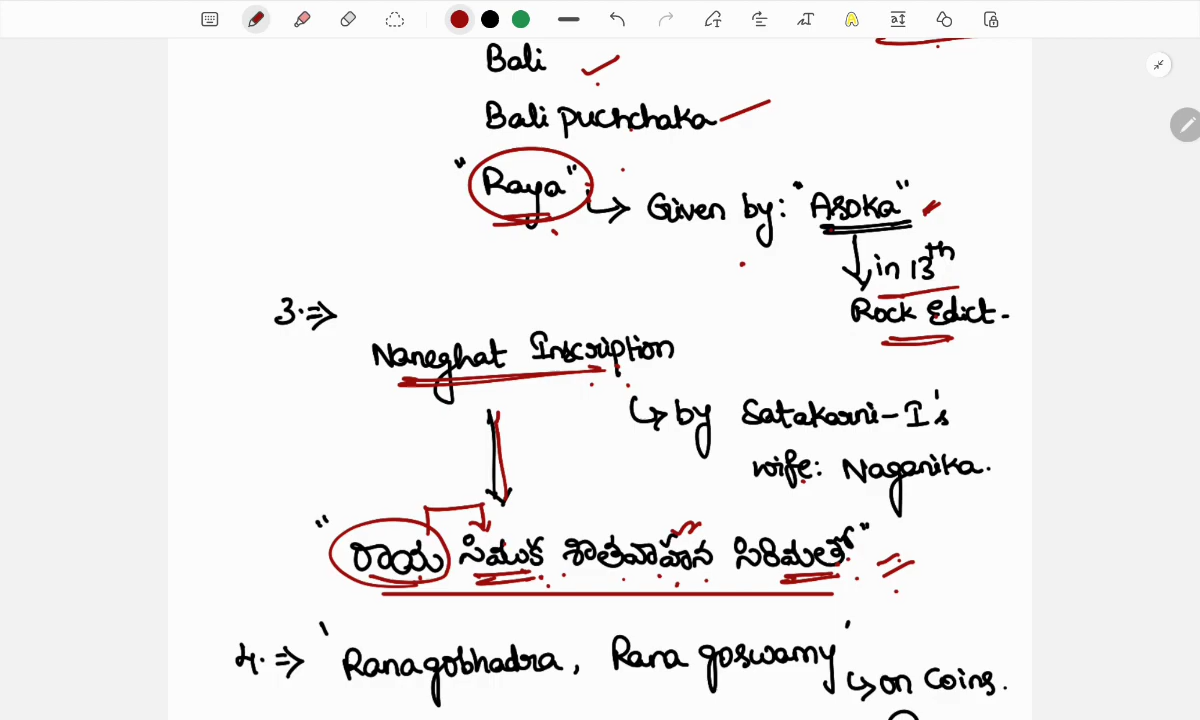 Bali
Bali puchchaka
"Raya" Given by: "Asoka"
in 13th
Rock Edict.
3.⇒
Naneghat Inscription
by Satakarni-I's
wife: Naganika.
"రాయ సిముక శాతవాహన సిరిమతో"
4.⇒ 'Ranagobhadra, Rana goswamy'
on coins.